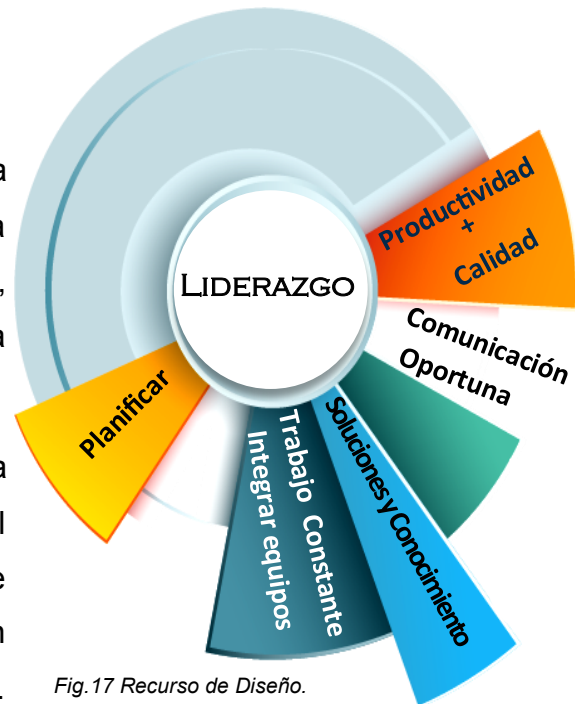 LIDERAZGO
Productividad
+
Calidad
Comunicación
Oportuna
Soluciones y Conocimiento
Trabajo Constante
Integrar equipos
Planificar
a
a
,
a
a
l
e
n
.
Fig.17 Recurso de Diseño.